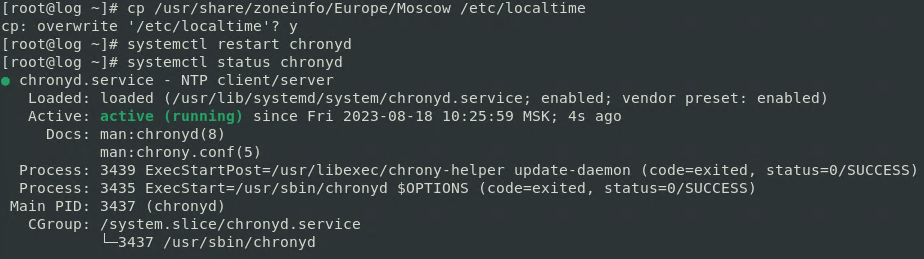 [root@log ~]# cp /usr/share/zoneinfo/Europe/Moscow /etc/localtime
cp: overwrite '/etc/localtime'? y
[root@log ~]# systemctl restart chronyd
[root@log ~]# systemctl status chronyd
● chronyd.service - NTP client/server
   Loaded: loaded (/usr/lib/systemd/system/chronyd.service; enabled; vendor preset: enabled)
   Active: active (running) since Fri 2023-08-18 10:25:59 MSK; 4s ago
     Docs: man:chronyd(8)
           man:chrony.conf(5)
  Process: 3439 ExecStartPost=/usr/libexec/chrony-helper update-daemon (code=exited, status=0/SUCCESS)
  Process: 3435 ExecStart=/usr/sbin/chronyd $OPTIONS (code=exited, status=0/SUCCESS)
 Main PID: 3437 (chronyd)
   CGroup: /system.slice/chronyd.service
           └─3437 /usr/sbin/chronyd